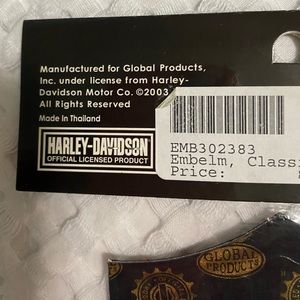 Manufactured for Global Products,
Inc. under license from Harley-
Davidson Motor Co. ©2003
All Rights Reserved
Made in Thailand
HARLEY-DAVIDSON
OFFICIAL LICENSED PRODUCT
EMB302383
Embelm, Classi
Price:
GLOBAL
PRODUCTS